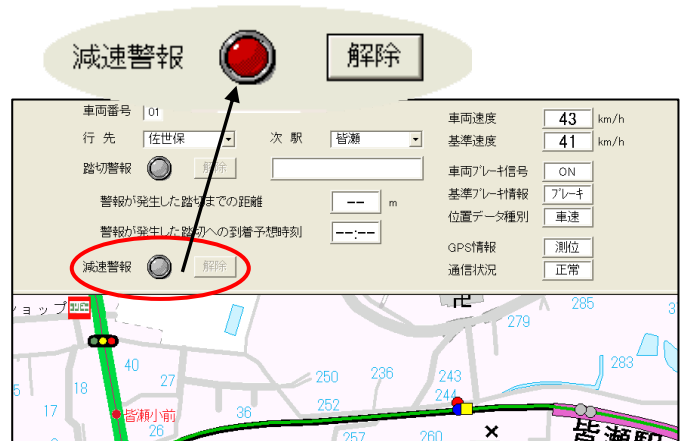 減速警報 解除
車両番号 01
行先 佐世保 次駅 皆瀬
踏切警報 解除
警報が発生した踏切までの距離 -- m
警報が発生した踏切への到着予想時刻 --:--
減速警報 解除
車両速度 43 km/h
基準速度 41 km/h
車両ブレーキ信号 ON
基準ブレーキ情報 ブレーキ
位置データ種別 車速
GPS情報 測位
通信状況 正常
ショップ
卍
285
279
283
40
27
18
17
皆瀬小前
26
36
250
236
243
244
252
257
260
皆瀬駅